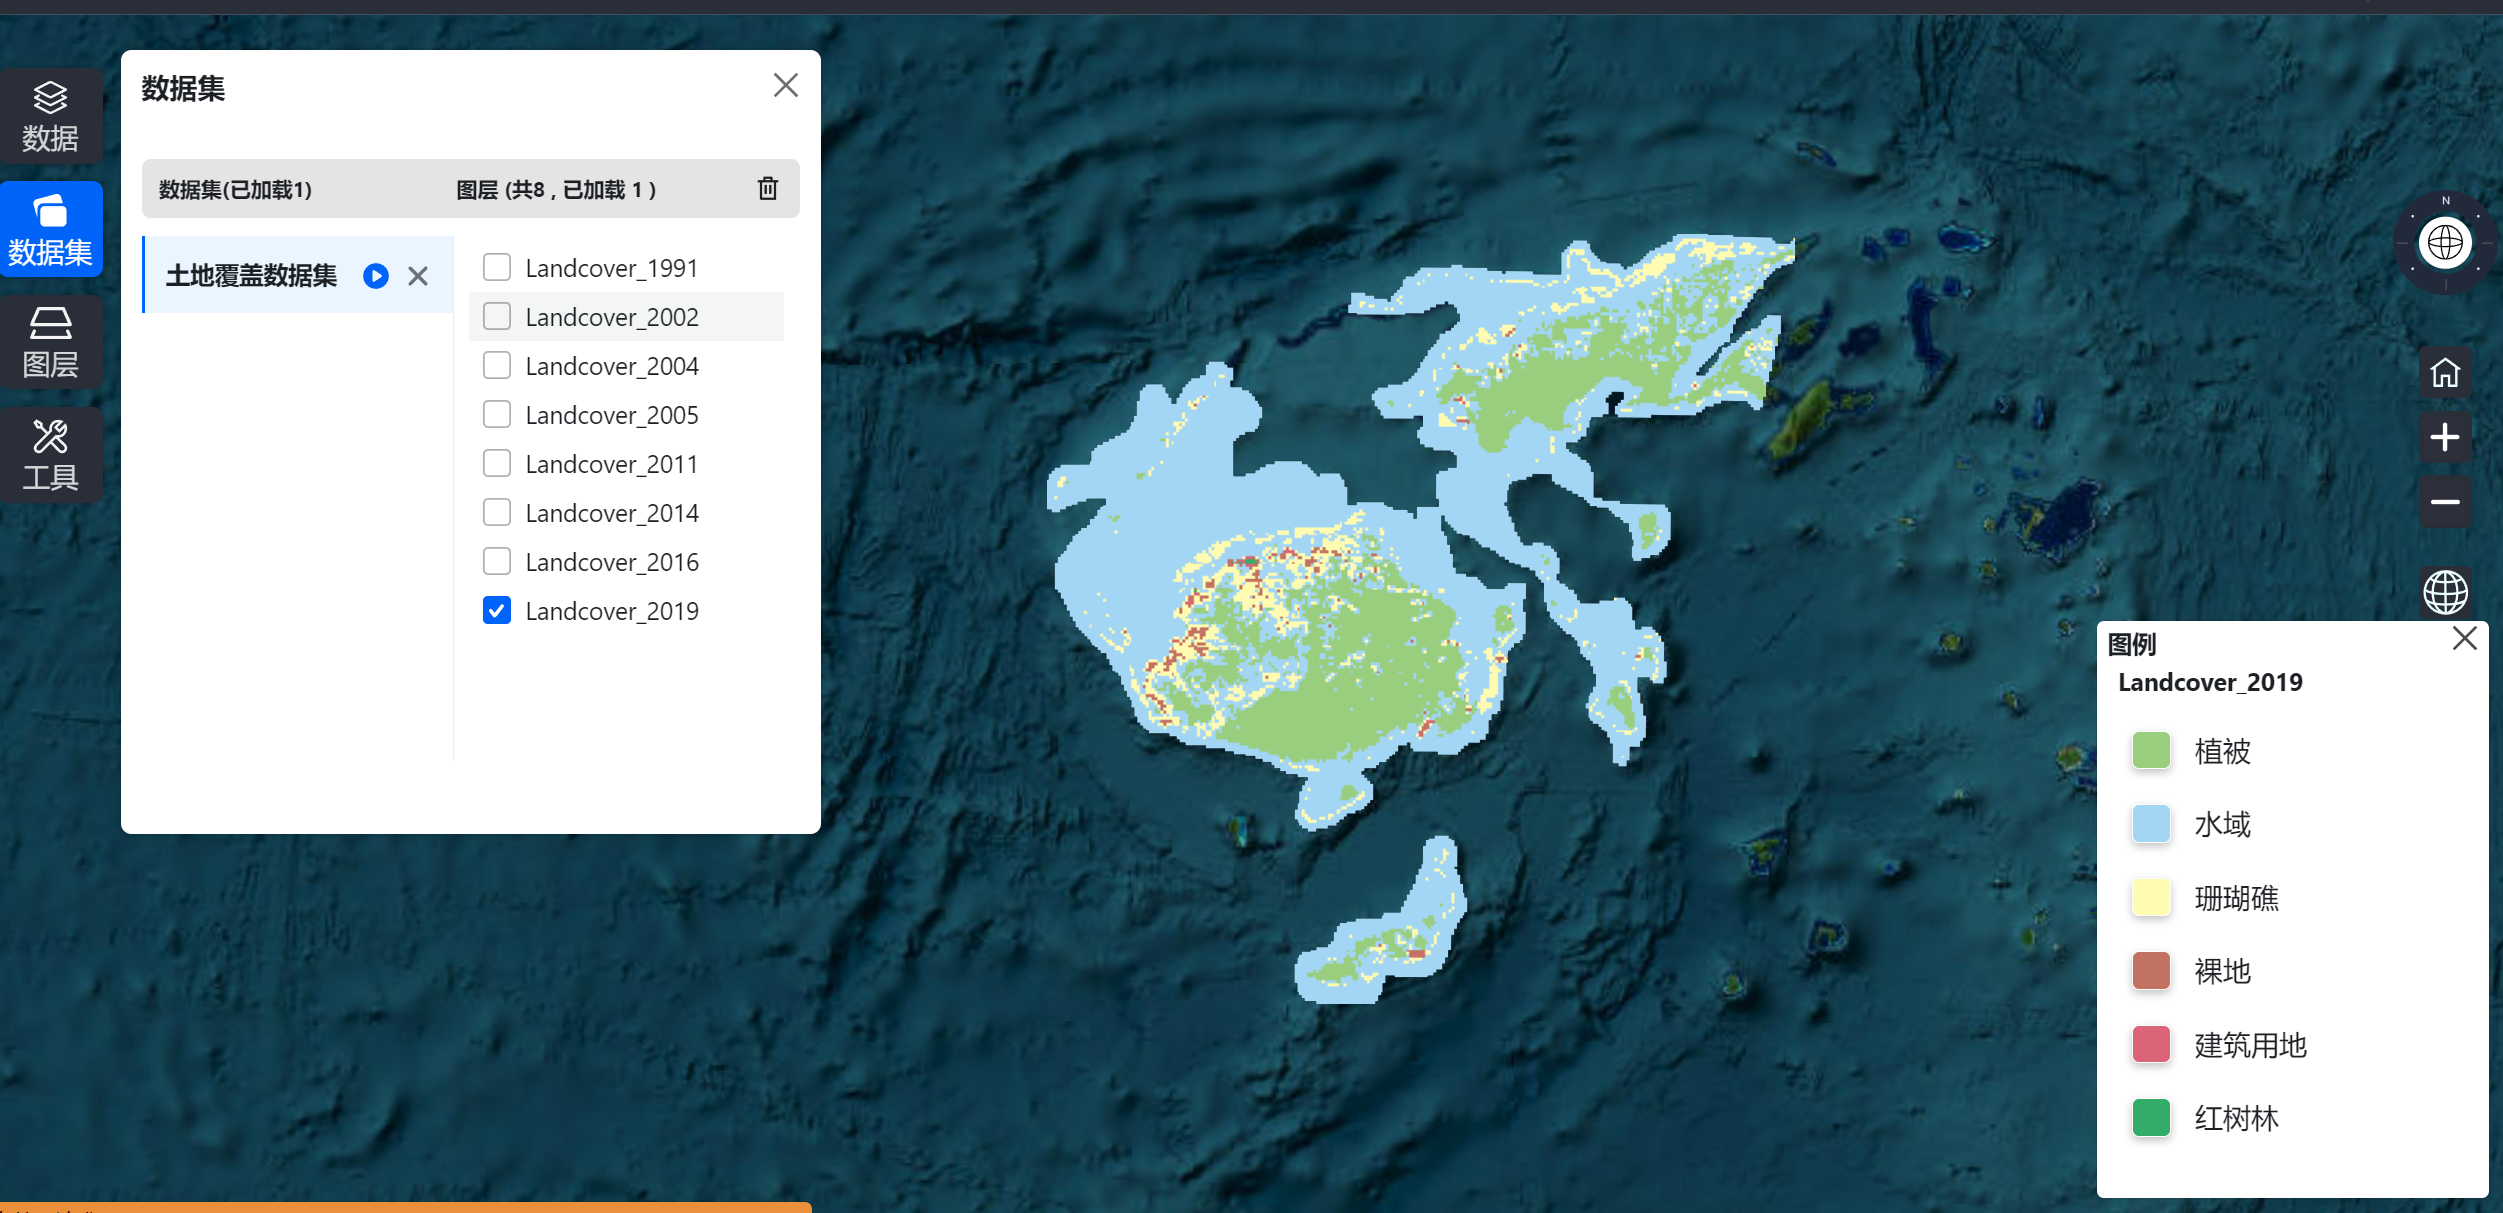 数据集
数据
数据集
图层
工具
数据集(已加载1)
图层 (共8 , 已加载 1 )
土地覆盖数据集
Landcover_1991
Landcover_2002
Landcover_2004
Landcover_2005
Landcover_2011
Landcover_2014
Landcover_2016
Landcover_2019
N
图例
Landcover_2019
植被
水域
珊瑚礁
裸地
建筑用地
红树林